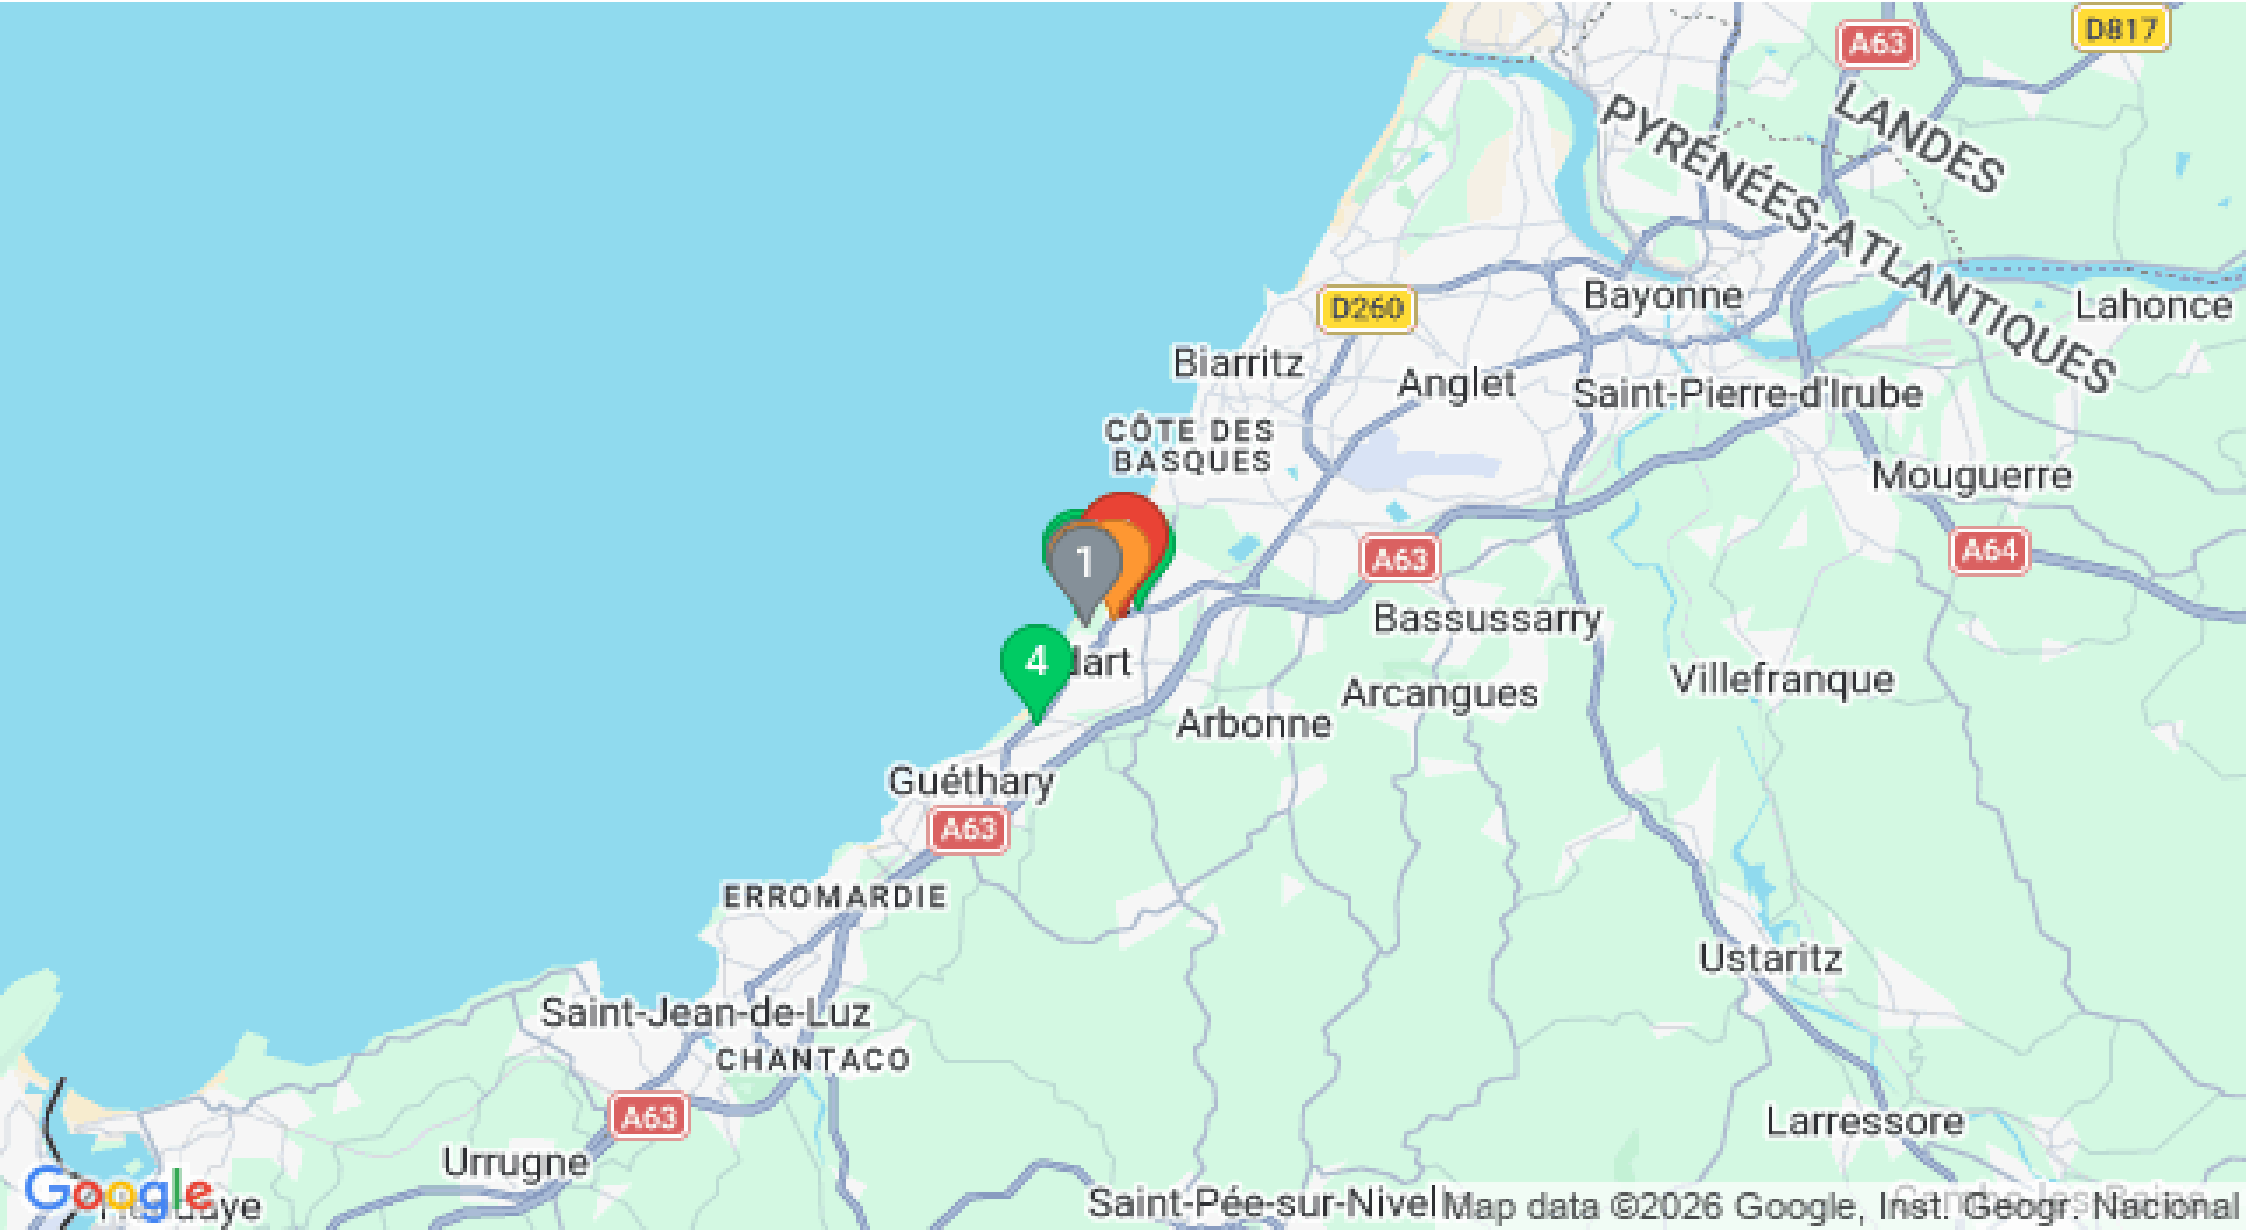 D817
A63
LANDES
PYRÉNÉES-ATLANTIQUES
Bayonne
Lahonce
D260
Biarritz
Anglet
Saint-Pierre-d'Irube
CÔTE DES
BASQUES
Mouguerre
1
A63
A64
Bassussarry
4
dart
Villefranque
Arcangues
Arbonne
Guéthary
A63
ERROMARDIE
Ustaritz
Saint-Jean-de-Luz
CHANTACO
A63
Larressore
Urrugne
Google
aye
Saint-Pée-sur-Nivel
Map data ©2026 Google, Inst. Geogr. Nacional